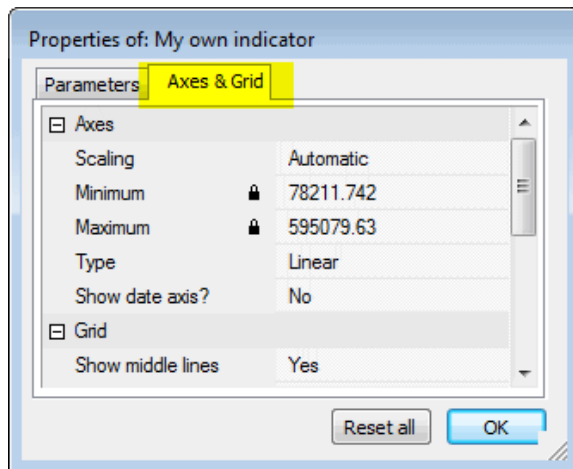 Properties of: My own indicator
Parameters Axes & Grid
Axes
Scaling Automatic
Minimum 78211.742
Maximum 595079.63
Type Linear
Show date axis? No
Grid
Show middle lines Yes
Reset all OK